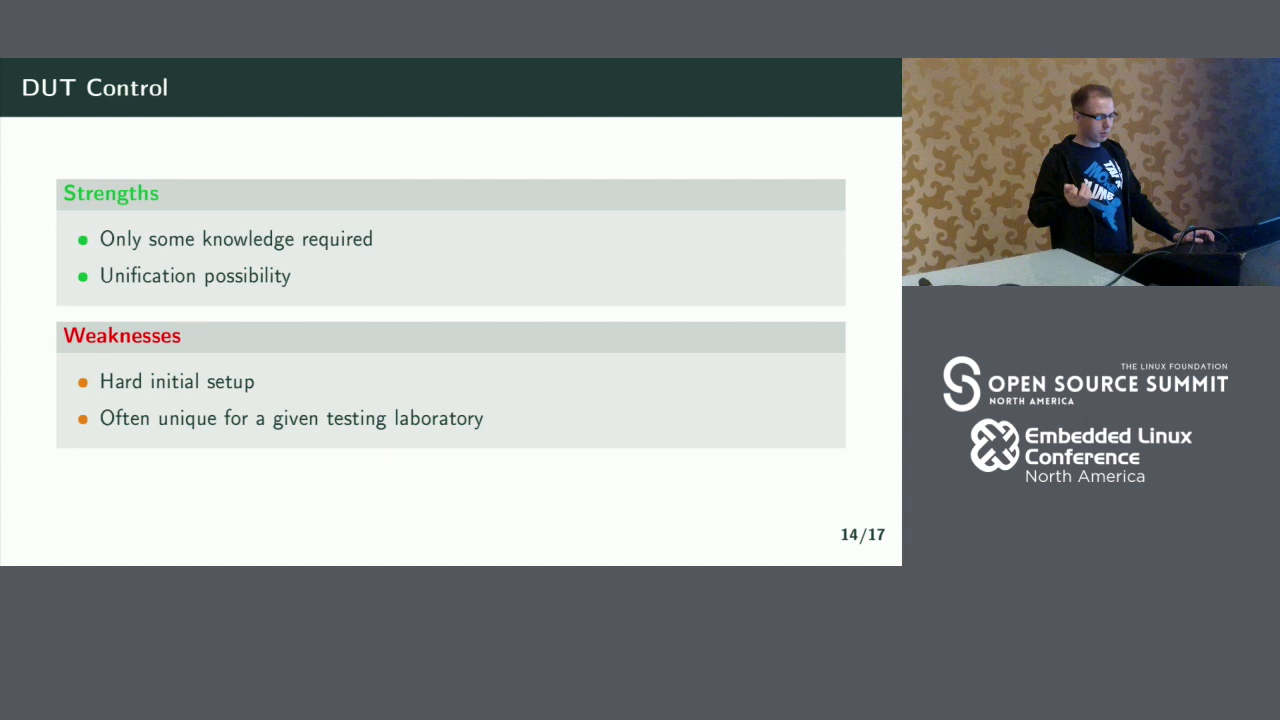 DUT Control
Strengths
Only some knowledge required
Unification possibility
Weaknesses
Hard initial setup
Often unique for a given testing laboratory
14/17
THE LINUX FOUNDATION
OPEN SOURCE SUMMIT
NORTH AMERICA
Embedded Linux
Conference
North America